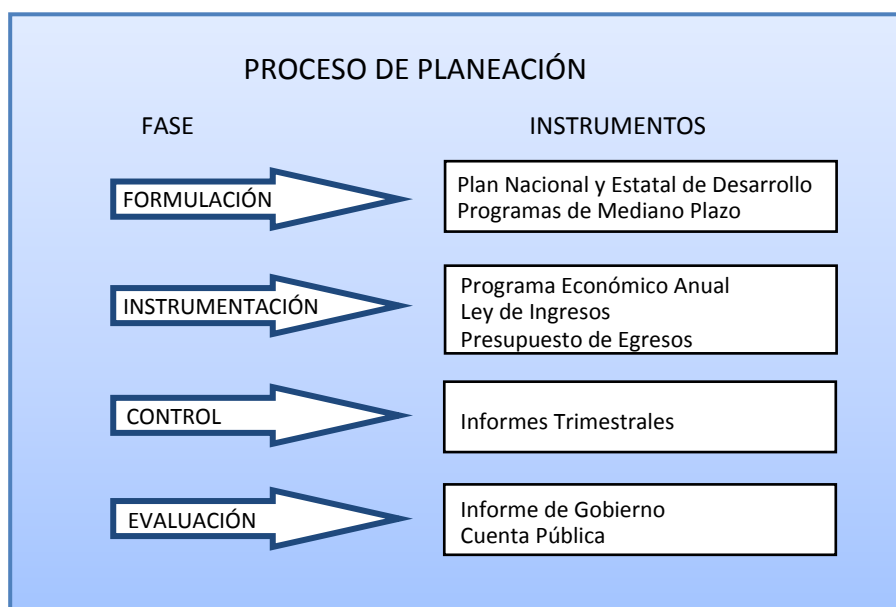 PROCESO DE PLANEACIÓN
FASE INSTRUMENTOS
FORMULACIÓN
Plan Nacional y Estatal de Desarrollo
Programas de Mediano Plazo
INSTRUMENTACIÓN
Programa Económico Anual
Ley de Ingresos
Presupuesto de Egresos
CONTROL
Informes Trimestrales
EVALUACIÓN
Informe de Gobierno
Cuenta Pública